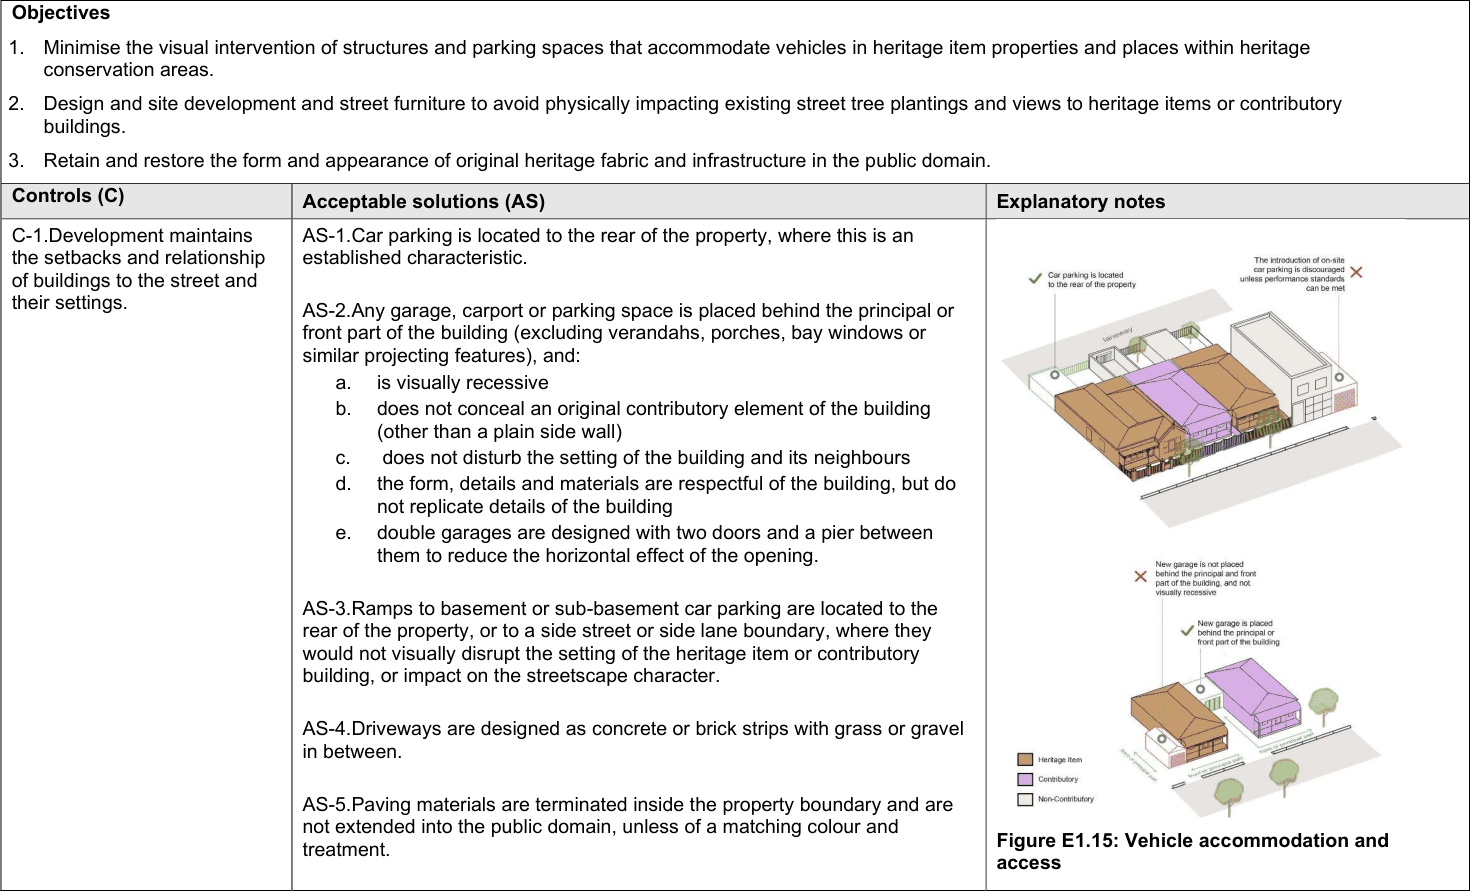 Objectives
1. Minimise the visual intervention of structures and parking spaces that accommodate vehicles in heritage item properties and places within heritage
conservation areas.
2. Design and site development and street furniture to avoid physically impacting existing street tree plantings and views to heritage items or contributory
buildings.
3. Retain and restore the form and appearance of original heritage fabric and infrastructure in the public domain.
Controls (C)
Acceptable solutions (AS)
Explanatory notes
C-1.Development maintains
the setbacks and relationship
of buildings to the street and
their settings.
AS-1.Car parking is located to the rear of the property, where this is an
established characteristic.
AS-2.Any garage, carport or parking space is placed behind the principal or
front part of the building (excluding verandahs, porches, bay windows or
similar projecting features), and:
a. is visually recessive
b. does not conceal an original contributory element of the building
(other than a plain side wall)
c. does not disturb the setting of the building and its neighbours
d. the form, details and materials are respectful of the building, but do
not replicate details of the building
e. double garages are designed with two doors and a pier between
them to reduce the horizontal effect of the opening.
AS-3.Ramps to basement or sub-basement car parking are located to the
rear of the property, or to a side street or side lane boundary, where they
would not visually disrupt the setting of the heritage item or contributory
building, or impact on the streetscape character.
AS-4.Driveways are designed as concrete or brick strips with grass or gravel
in between.
AS-5.Paving materials are terminated inside the property boundary and are
not extended into the public domain, unless of a matching colour and
treatment.
Car parking is located
to the rear of the property
The introduction of on-site
car parking is discouraged
unless performance standards
can be met
laneway
New garage is not placed
behind the principal and front
part of the building, and not
visually recessive
New garage is placed
behind the principal or
front part of the building
front or principal part
front or principal part
Heritage item
Contributory
Non-Contributory
Figure E1.15: Vehicle accommodation and
access